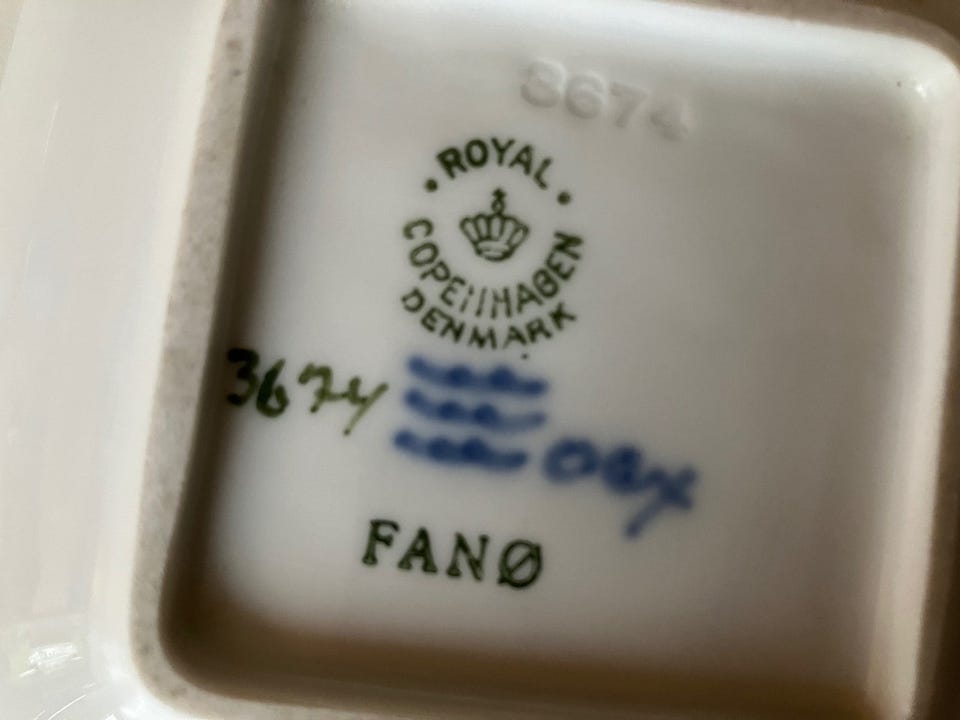 3674
ROYAL
COPENHAGEN
DENMARK
3674
FANØ